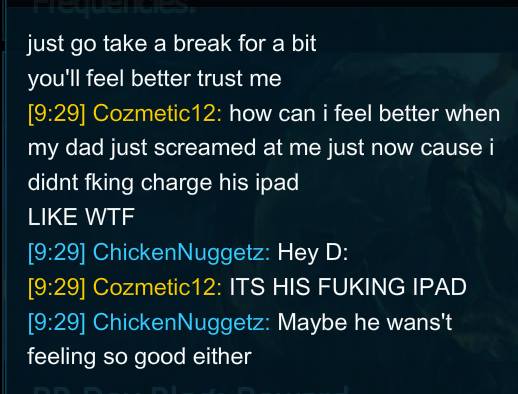 Frequencies.
just go take a break for a bit
you'll feel better trust me
[9:29] Cozmetic12: how can i feel better when
my dad just screamed at me just now cause i
didnt fking charge his ipad
LIKE WTF
[9:29] ChickenNuggetz: Hey D:
[9:29] Cozmetic12: ITS HIS FUKING IPAD
[9:29] ChickenNuggetz: Maybe he wans't
feeling so good either